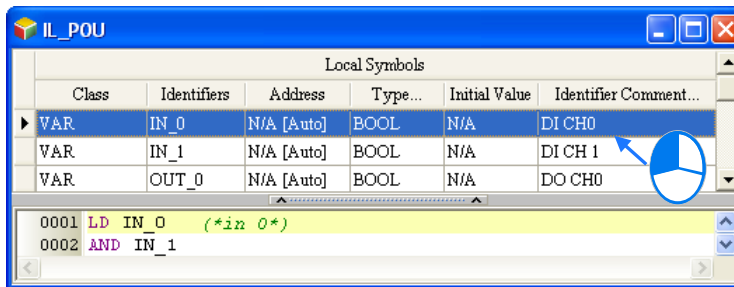 IL_POU
Local Symbols
Class Identifiers Address Type... Initial Value Identifier Comment...
VAR IN_0 N/A [Auto] BOOL N/A DI CH0
VAR IN_1 N/A [Auto] BOOL N/A DI CH 1
VAR OUT_0 N/A [Auto] BOOL N/A DO CH0
0001 LD IN_0 (*in 0*)
0002 AND IN_1